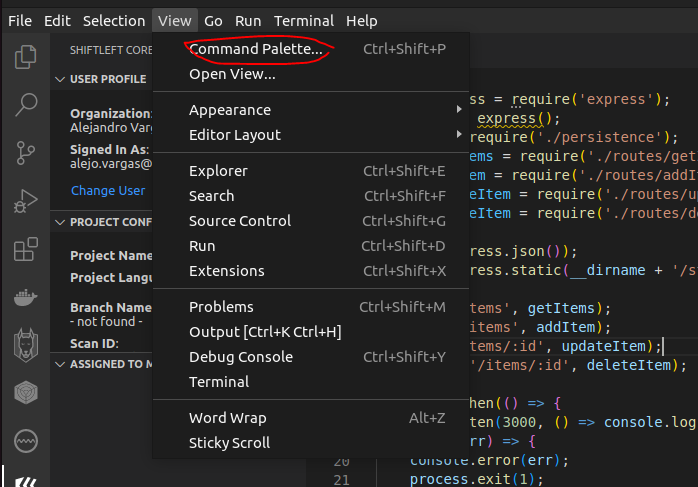 File Edit Selection View Go Run Terminal Help
SHIFTLEFT CORE
USER PROFILE
Organization:
Alejandro Var
Signed In As:
alejo.vargas@
Change User
PROJECT CONF
Project Name
Project Langu
Branch Name
- not found -
Scan ID:
ASSIGNED TO M
Command Palette... Ctrl+Shift+P
Open View...
Appearance
Editor Layout
Explorer Ctrl+Shift+E
Search Ctrl+Shift+F
Source Control Ctrl+Shift+G
Run Ctrl+Shift+D
Extensions Ctrl+Shift+X
Problems Ctrl+Shift+M
Output [Ctrl+K Ctrl+H]
Debug Console Ctrl+Shift+Y
Terminal
Word Wrap Alt+Z
Sticky Scroll
ss = require('express');
express();
require('./persistence');
ems = require('./routes/get
em = require('./routes/addI
eItem = require('./routes/up
eItem = require('./routes/de
ress.json());
ress.static(__dirname + '/s
tems', getItems);
items', addItem);
tems/:id', updateItem);
'/items/:id', deleteItem);
hen(() => {
ten(3000, () => console.log
rr) => {
20 console.error(err);
21 process.exit(1);